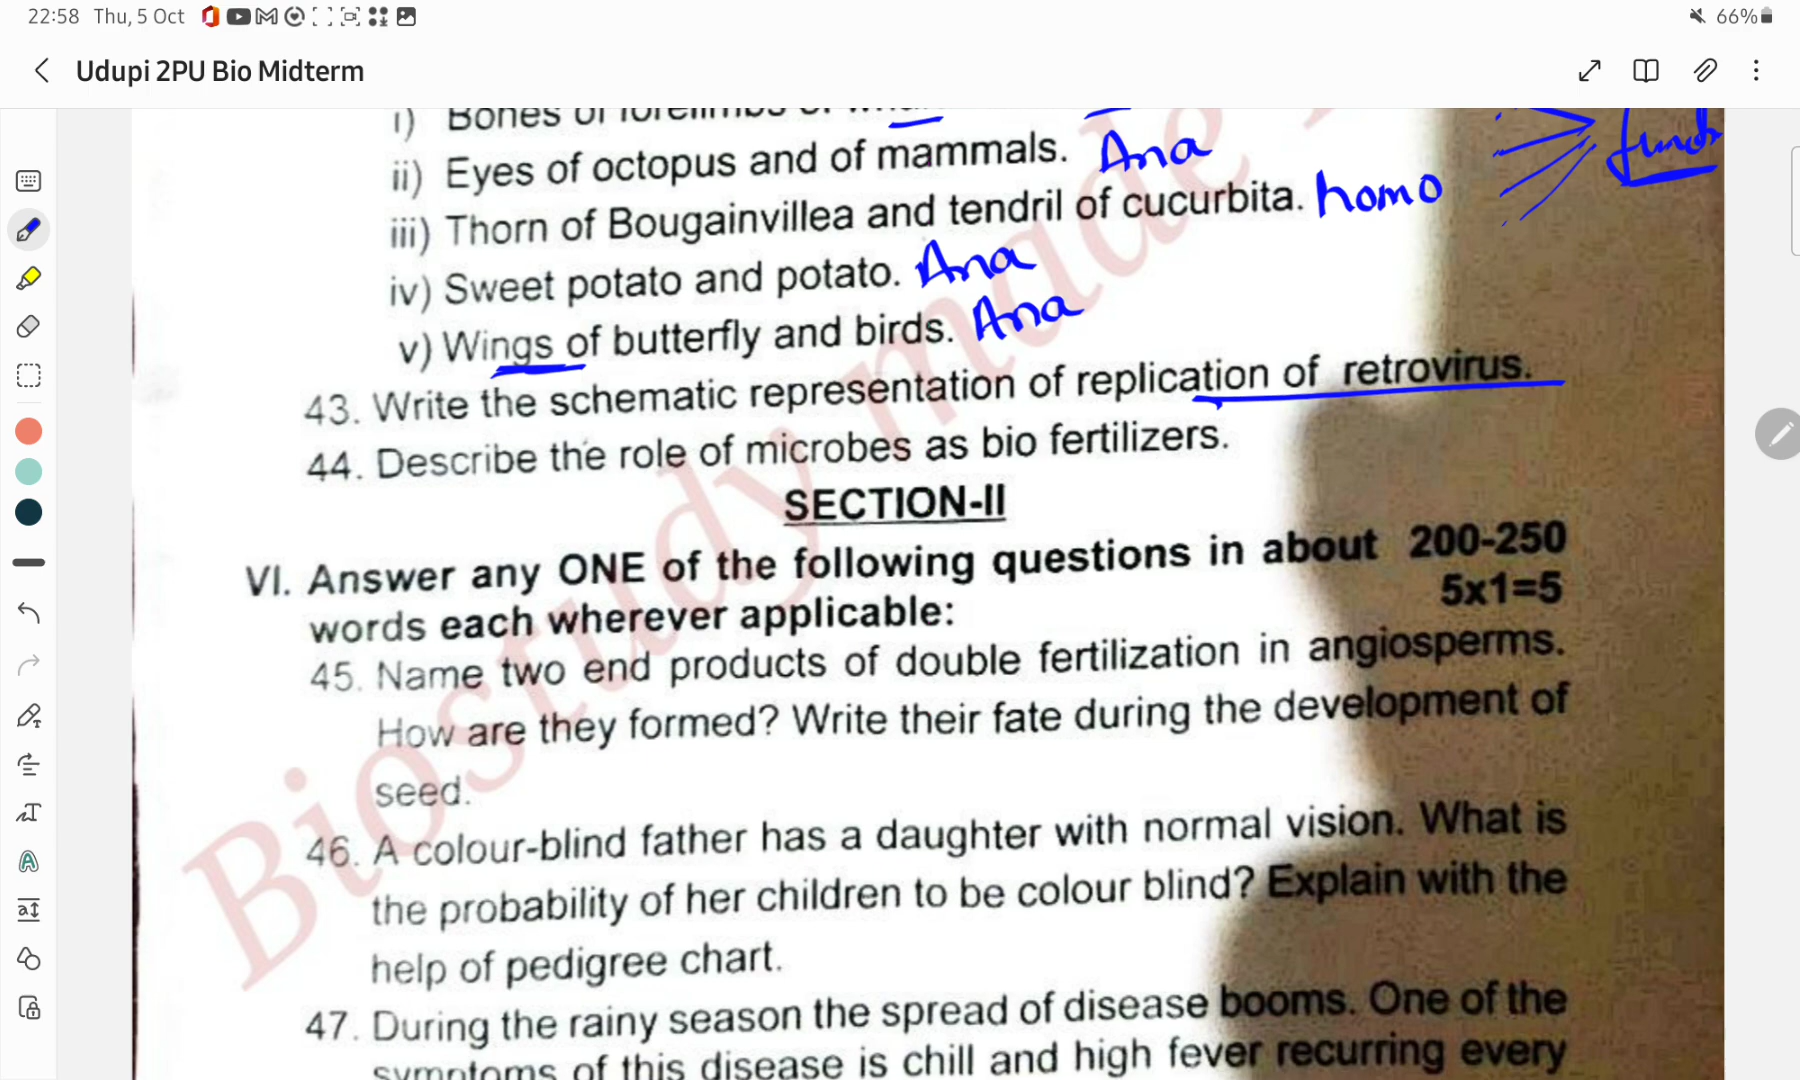 22:58 Thu, 5 Oct 66%
Udupi 2PU Bio Midterm
i) Bones of forelimbs of
ii) Eyes of octopus and of mammals. Ana
iii) Thorn of Bougainvillea and tendril of cucurbita. homo
iv) Sweet potato and potato. Ana
v) Wings of butterfly and birds. Ana
43. Write the schematic representation of replication of retrovirus.
44. Describe the role of microbes as bio fertilizers.
SECTION-II
VI. Answer any ONE of the following questions in about 200-250
words each wherever applicable: 5x1=5
45. Name two end products of double fertilization in angiosperms.
How are they formed? Write their fate during the development of
seed.
46. A colour-blind father has a daughter with normal vision. What is
the probability of her children to be colour blind? Explain with the
help of pedigree chart.
47. During the rainy season the spread of disease booms. One of the
symptoms of this disease is chill and high fever recurring every
Biostudy made